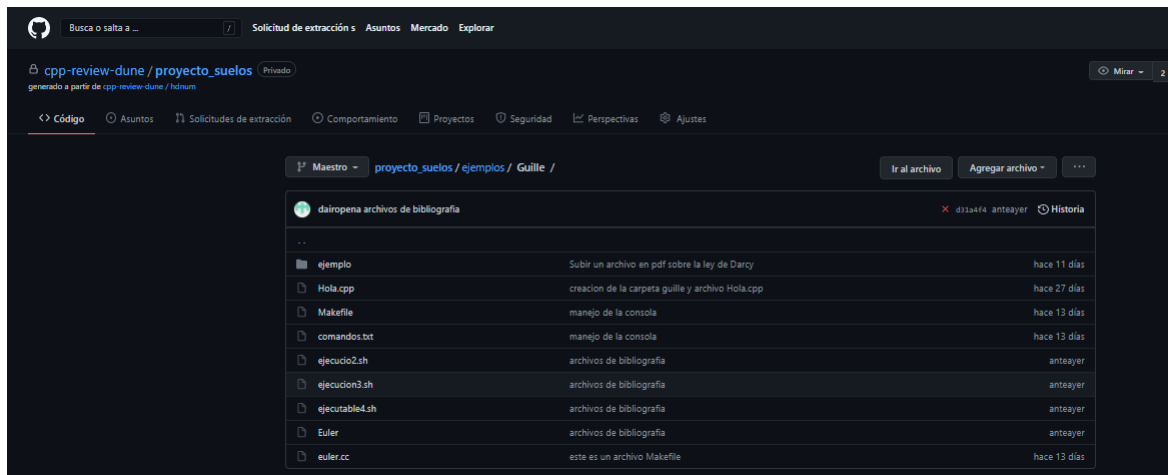 Busca o salta a ... / Solicitud de extracción s Asuntos Mercado Explorar
cpp-review-dune / proyecto_suelos Privado Mirar 2
generado a partir de cpp-review-dune / hdnum
<> Código Asuntos Solicitudes de extracción Comportamiento Proyectos Seguridad Perspectivas Ajustes
Maestro proyecto_suelos / ejemplos / Guille / Ir al archivo Agregar archivo ...
dairopena archivos de bibliografia d31a4f4 anteayer Historia
..
ejemplo Subir un archivo en pdf sobre la ley de Darcy hace 11 días
Hola.cpp creacion de la carpeta guille y archivo Hola.cpp hace 27 días
Makefile manejo de la consola hace 13 días
comandos.txt manejo de la consola hace 13 días
ejecucio2.sh archivos de bibliografia anteayer
ejecucion3.sh archivos de bibliografia anteayer
ejecutable4.sh archivos de bibliografia anteayer
Euler archivos de bibliografia anteayer
euler.cc este es un archivo Makefile hace 13 días